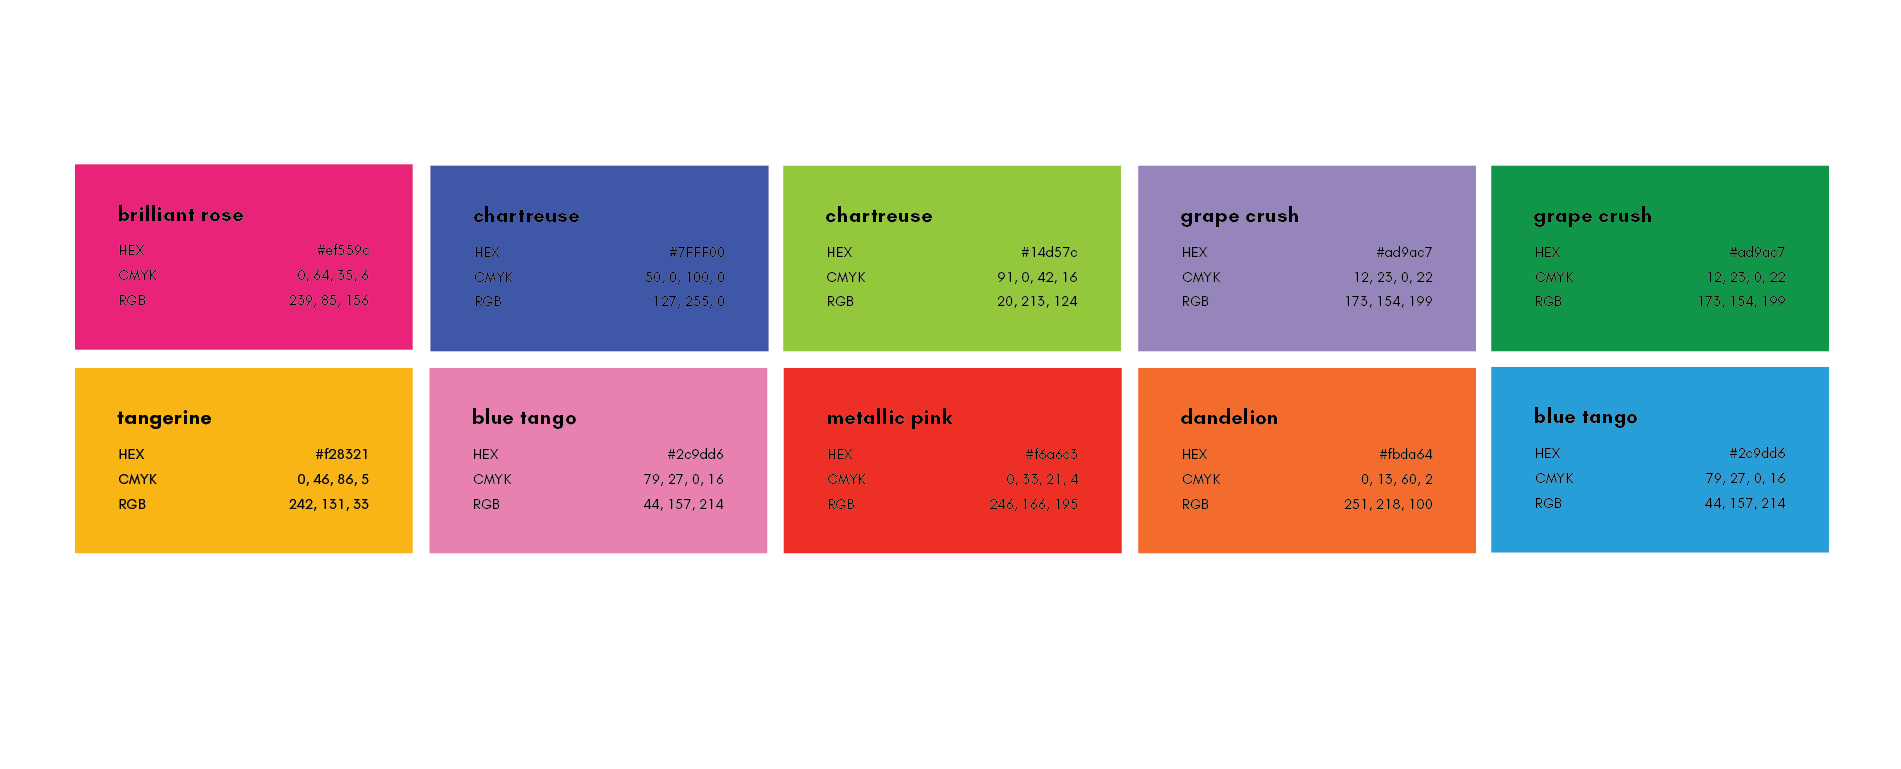 brilliant rose
HEX #ef559c
CMYK 0, 64, 35, 6
RGB 239, 85, 156
chartreuse
HEX #7FFF00
CMYK 50, 0, 100, 0
RGB 127, 255, 0
chartreuse
HEX #14d57c
CMYK 91, 0, 42, 16
RGB 20, 213, 124
grape crush
HEX #ad9ac7
CMYK 12, 23, 0, 22
RGB 173, 154, 199
grape crush
HEX #ad9ac7
CMYK 12, 23, 0, 22
RGB 173, 154, 199
tangerine
HEX #f28321
CMYK 0, 46, 86, 5
RGB 242, 131, 33
blue tango
HEX #2c9dd6
CMYK 79, 27, 0, 16
RGB 44, 157, 214
metallic pink
HEX #f6a6c3
CMYK 0, 33, 21, 4
RGB 246, 166, 195
dandelion
HEX #fbda64
CMYK 0, 13, 60, 2
RGB 251, 218, 100
blue tango
HEX #2c9dd6
CMYK 79, 27, 0, 16
RGB 44, 157, 214